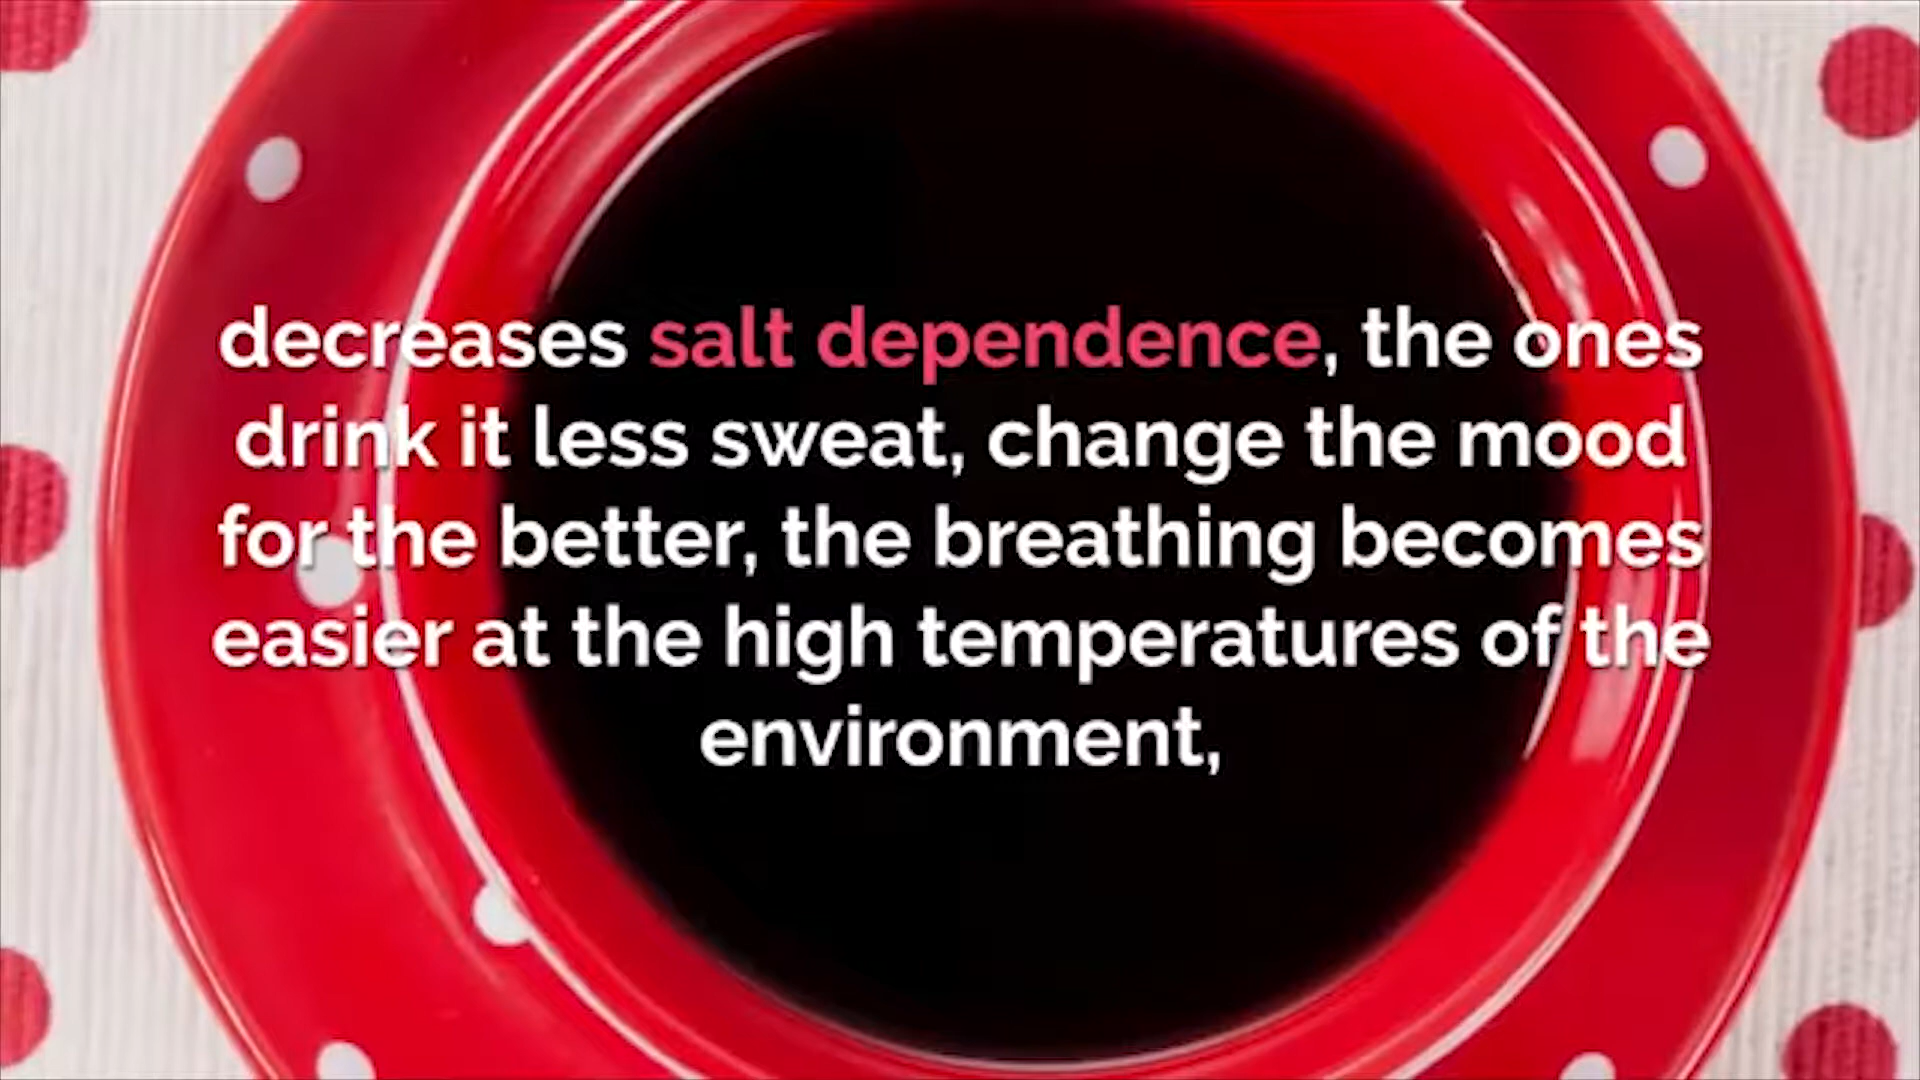 decreases salt dependence, the ones
drink it less sweat, change the mood
for the better, the breathing becomes
easier at the high temperatures of the
environment,